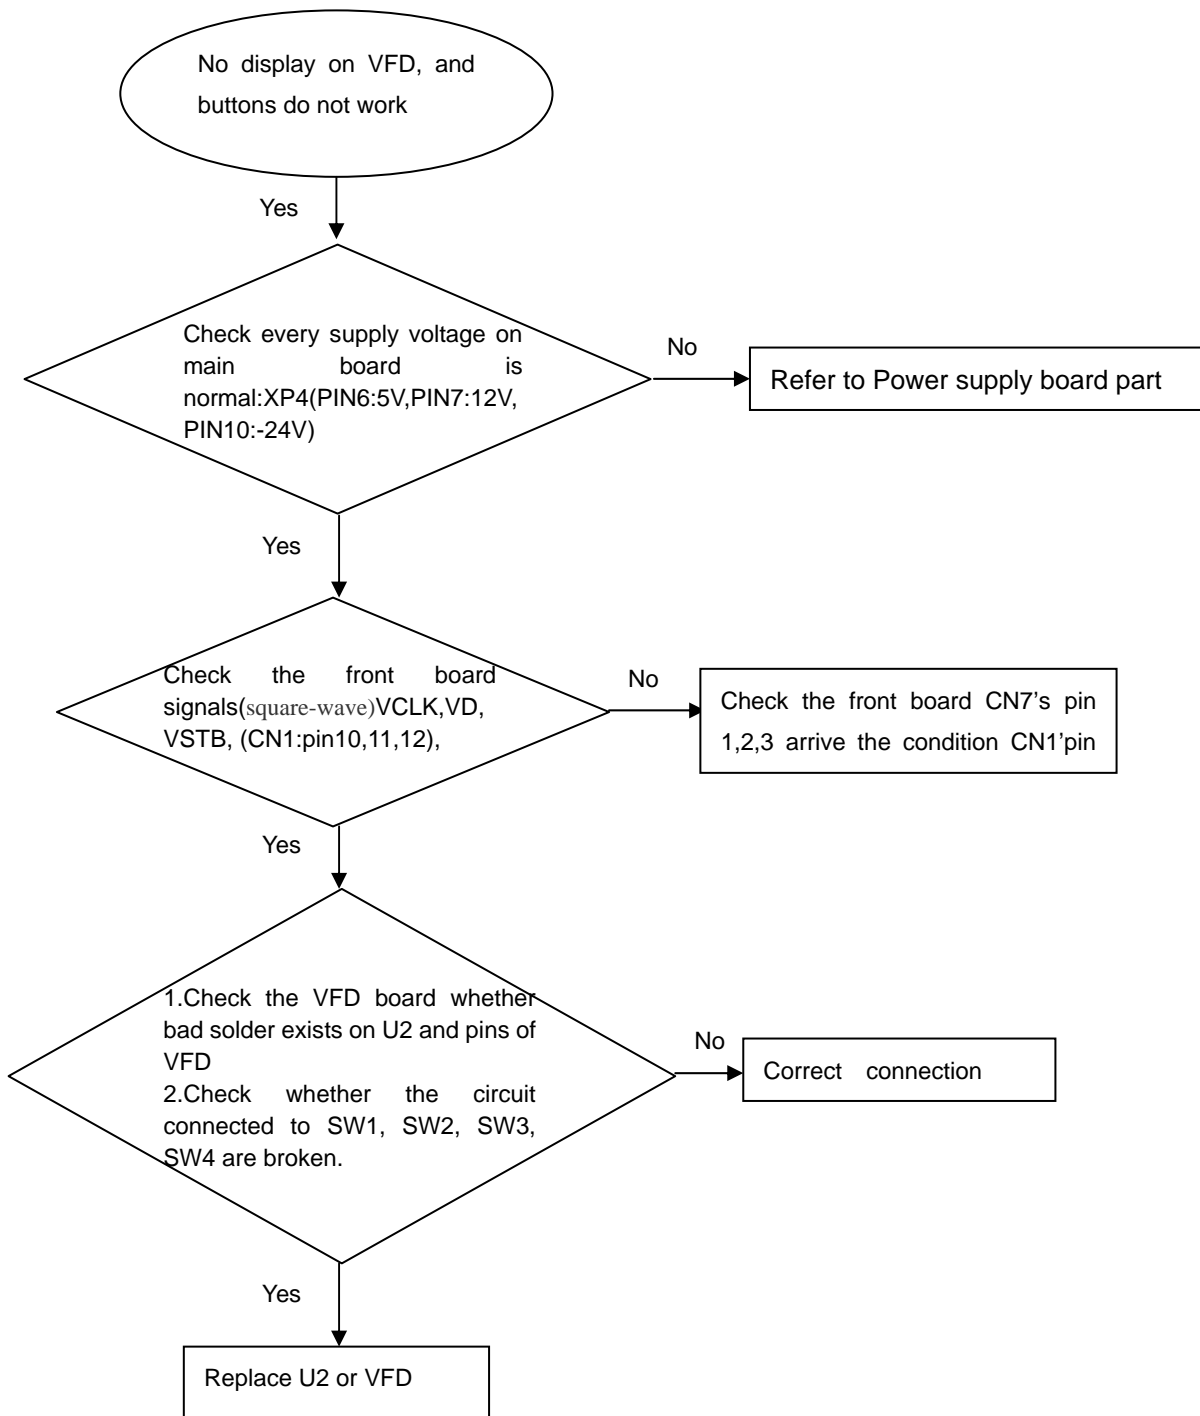 No display on VFD, and
buttons do not work
Yes
Check every supply voltage on
main board is
normal:XP4(PIN6:5V,PIN7:12V,
PIN10:-24V)
No
Refer to Power supply board part
Yes
Check the front board
signals(square-wave)VCLK,VD,
VSTB, (CN1:pin10,11,12),
No
Check the front board CN7’s pin
1,2,3 arrive the condition CN1’pin
Yes
1.Check the VFD board whether
bad solder exists on U2 and pins of
VFD
2.Check whether the circuit
connected to SW1, SW2, SW3,
SW4 are broken.
No
Correct connection
Yes
Replace U2 or VFD